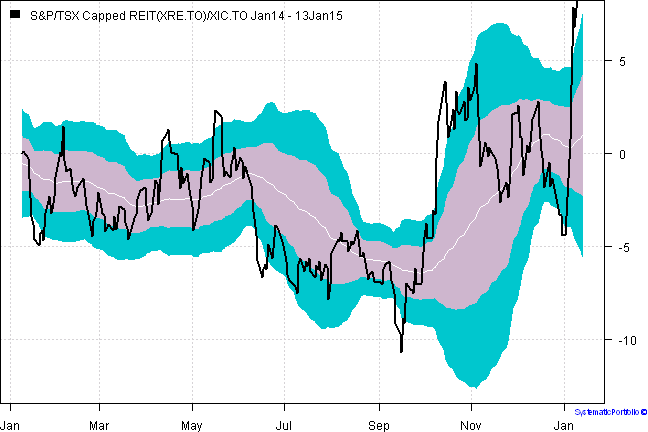 S&P/TSX Capped REIT(XRE.TO)/XIC.TO Jan14 - 13Jan15
5
0
-5
-10
Jan Mar May Jul Sep Nov Jan
SystematicPortfolio ©